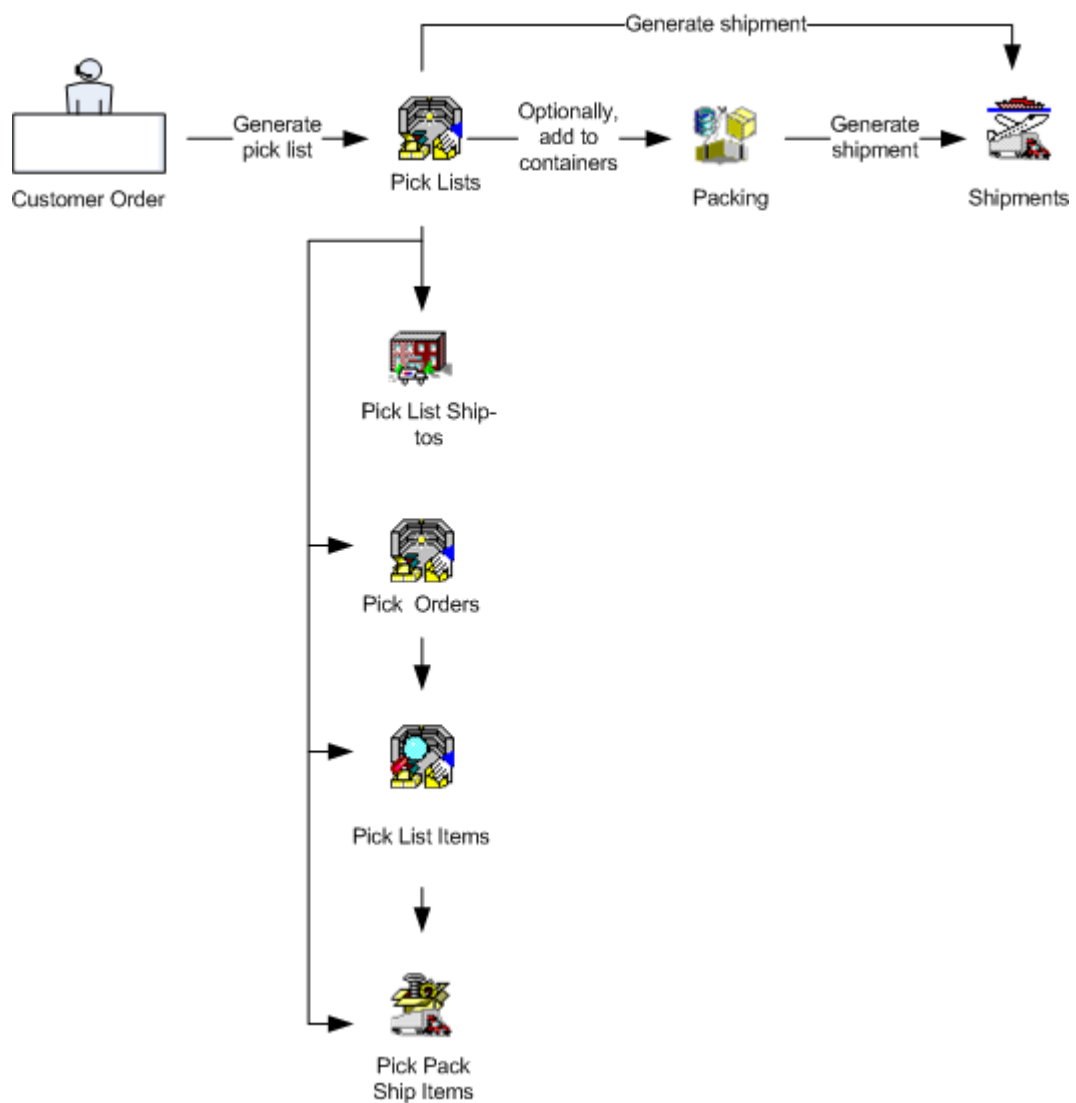 Generate shipment
Generate
pick list
Optionally,
add to
containers
Generate
shipment
Customer Order
Pick Lists
Packing
Shipments
Pick List Ship-
tos
Pick  Orders
Pick List Items
Pick Pack
Ship Items